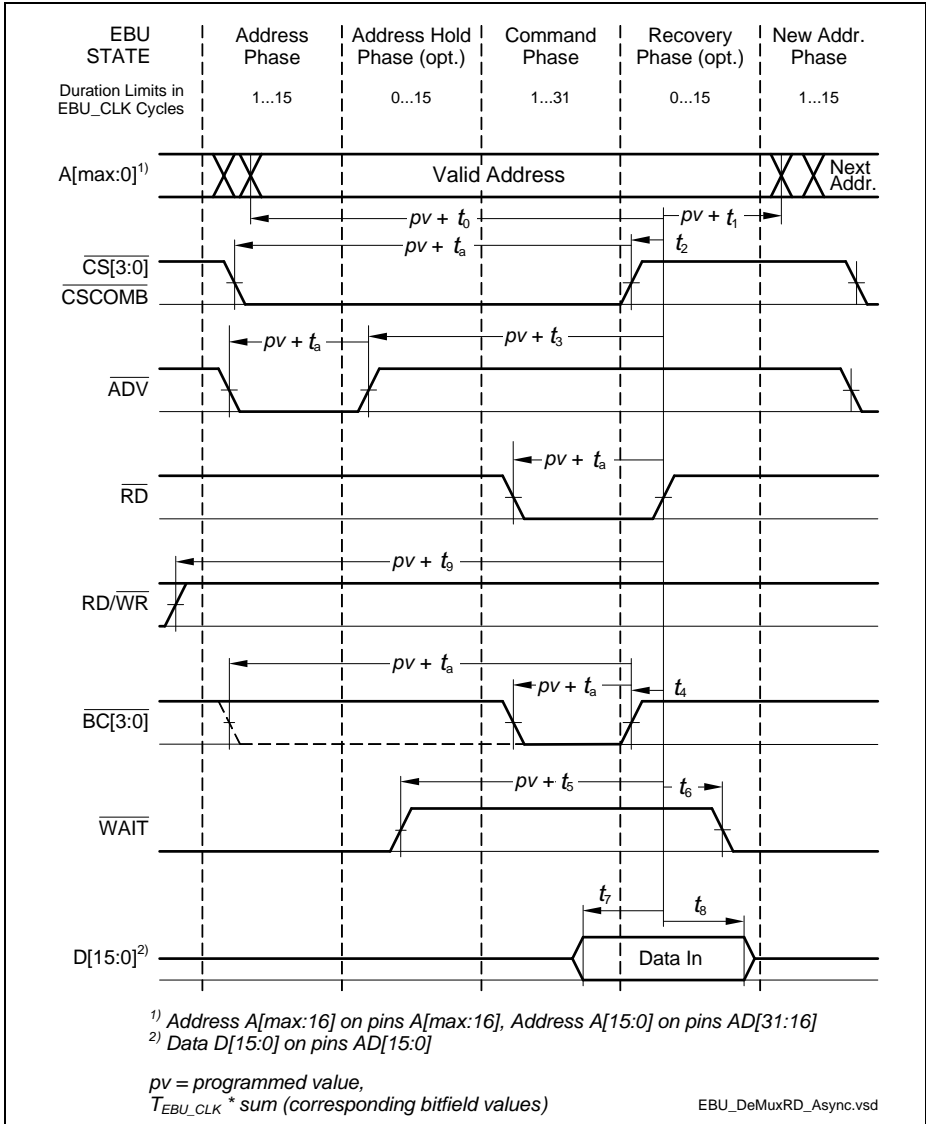 EBU STATE Address Phase Address Hold Phase (opt.) Command Phase Recovery Phase (opt.) New Addr. Phase
Duration Limits in EBU_CLK Cycles 1...15 0...15 1...31 0...15 1...15
A[max:0]1) Valid Address Next Addr.
pv + t0 pv + t1
pv + ta t2
CS[3:0]
CSCOMB
pv + ta pv + t3
ADV
pv + ta
RD
pv + t9
RD/WR
pv + ta
pv + ta t4
BC[3:0]
pv + t5 t6
WAIT
t7 t8
D[15:0]2) Data In
1) Address A[max:16] on pins A[max:16], Address A[15:0] on pins AD[31:16]
2) Data D[15:0] on pins AD[15:0]
pv = programmed value,
TEBU_CLK * sum (corresponding bitfield values) EBU_DeMuxRD_Async.vsd